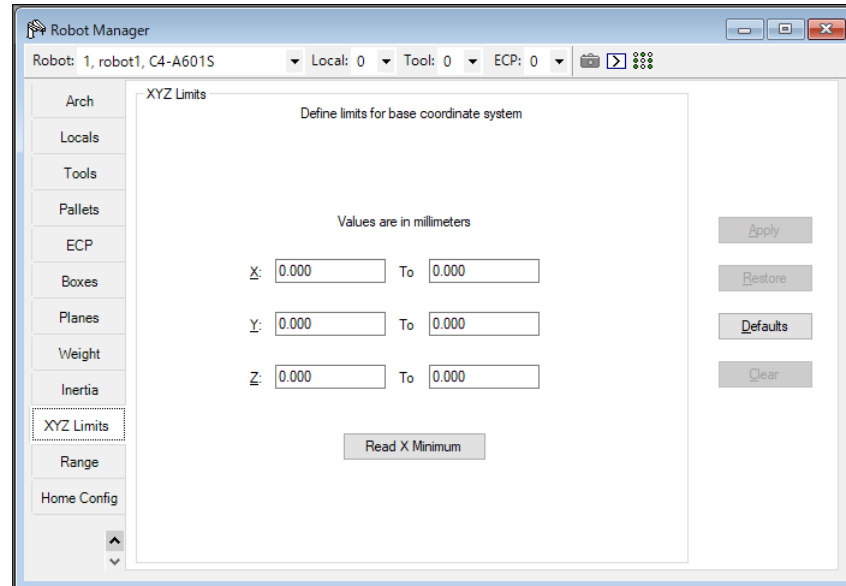 Robot Manager
Robot: 1, robot1, C4-A601S Local: 0 Tool: 0 ECP: 0
Arch
Locals
Tools
Pallets
ECP
Boxes
Planes
Weight
Inertia
XYZ Limits
Range
Home Config
XYZ Limits
Define limits for base coordinate system
Values are in millimeters
X: 0.000 To 0.000
Y: 0.000 To 0.000
Z: 0.000 To 0.000
Read X Minimum
Apply
Restore
Defaults
Clear